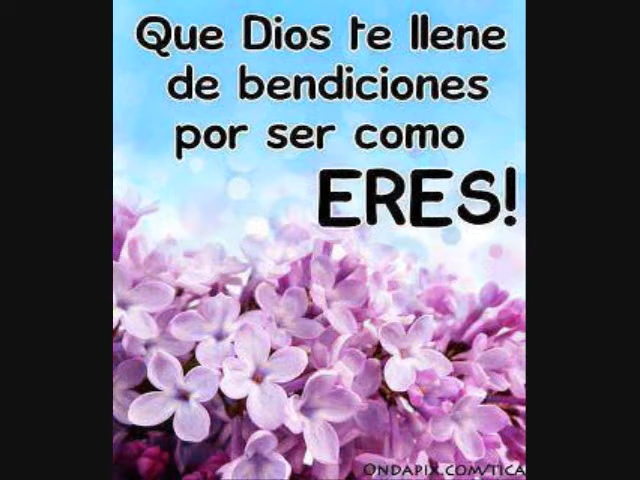 Que Dios te llene
de bendiciones
por ser como
ERES!
ONDAPIX.COM/TICA